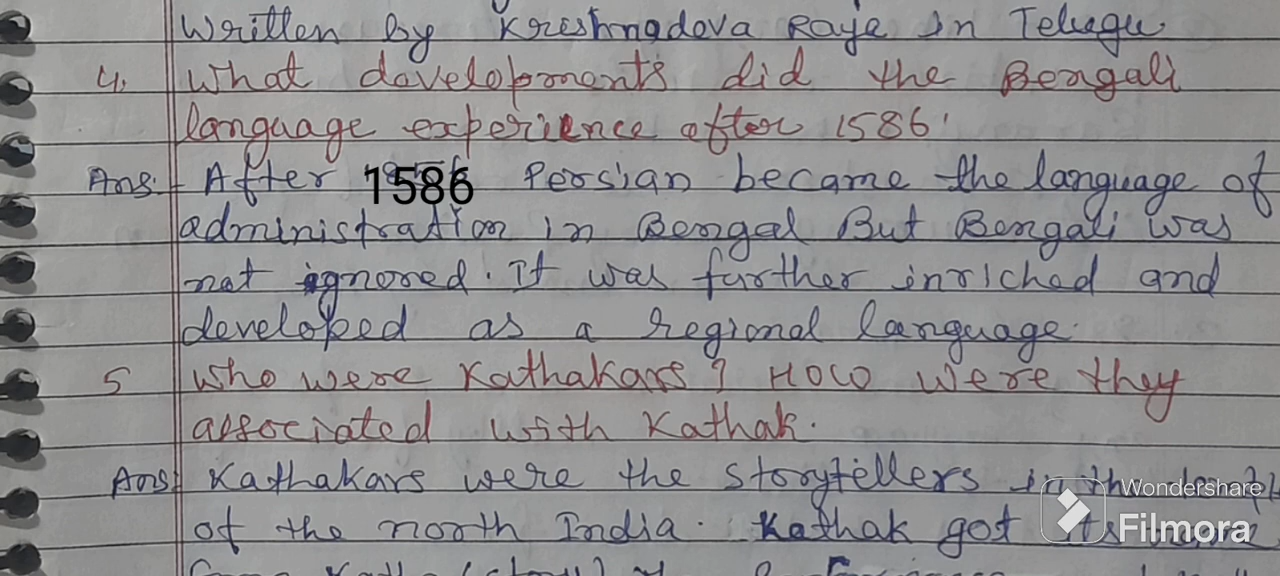 written by Kreshnadeva Raye in Telugu.
4. What developments did the Bengali
language experience after 1586'
Ans:- After 1586 Persian became the language of
administration in Bengal But Bengali was
not ignored. It was further inriched and
developed as a regional language.
5 Who were Kathakars? How were they
associated with Kathak.
Ans: Kathakars were the storytellers in the
of the north India. Kathak got its
Wondershare
Filmora